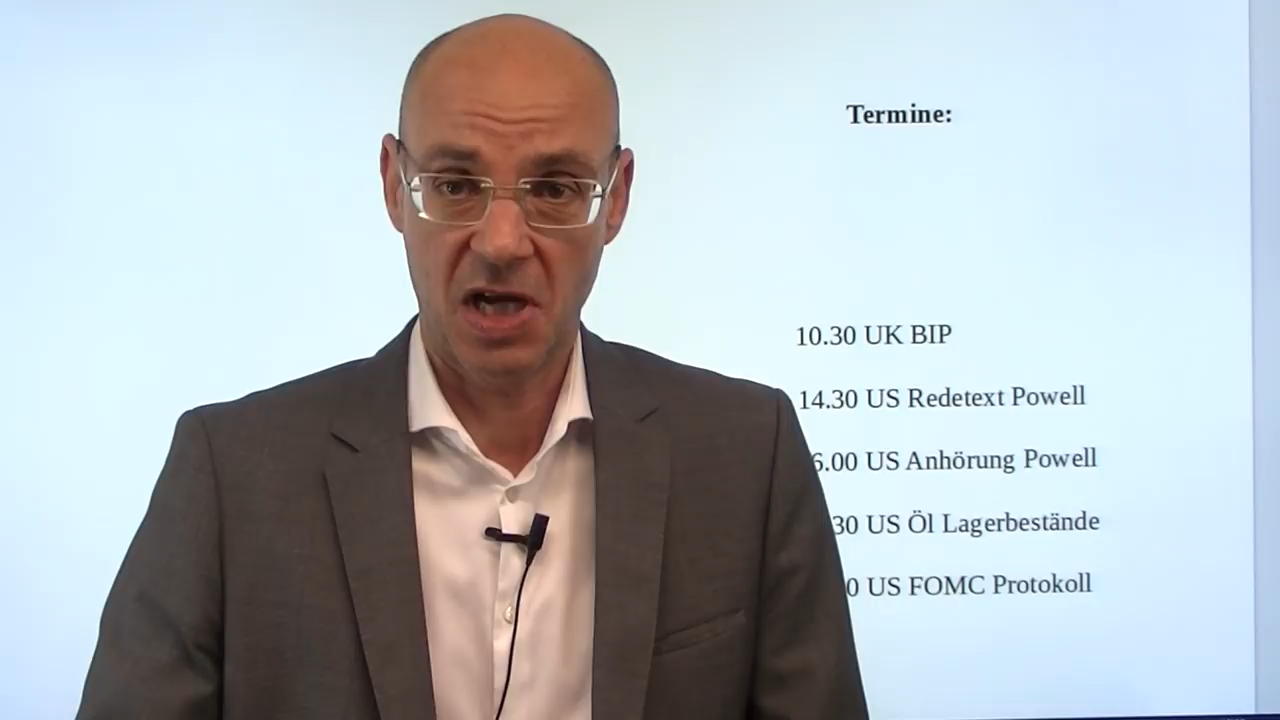 Termine:
10.30 UK BIP
14.30 US Redetext Powell
6.00 US Anhörung Powell
30 US Öl Lagerbestände
0 US FOMC Protokoll